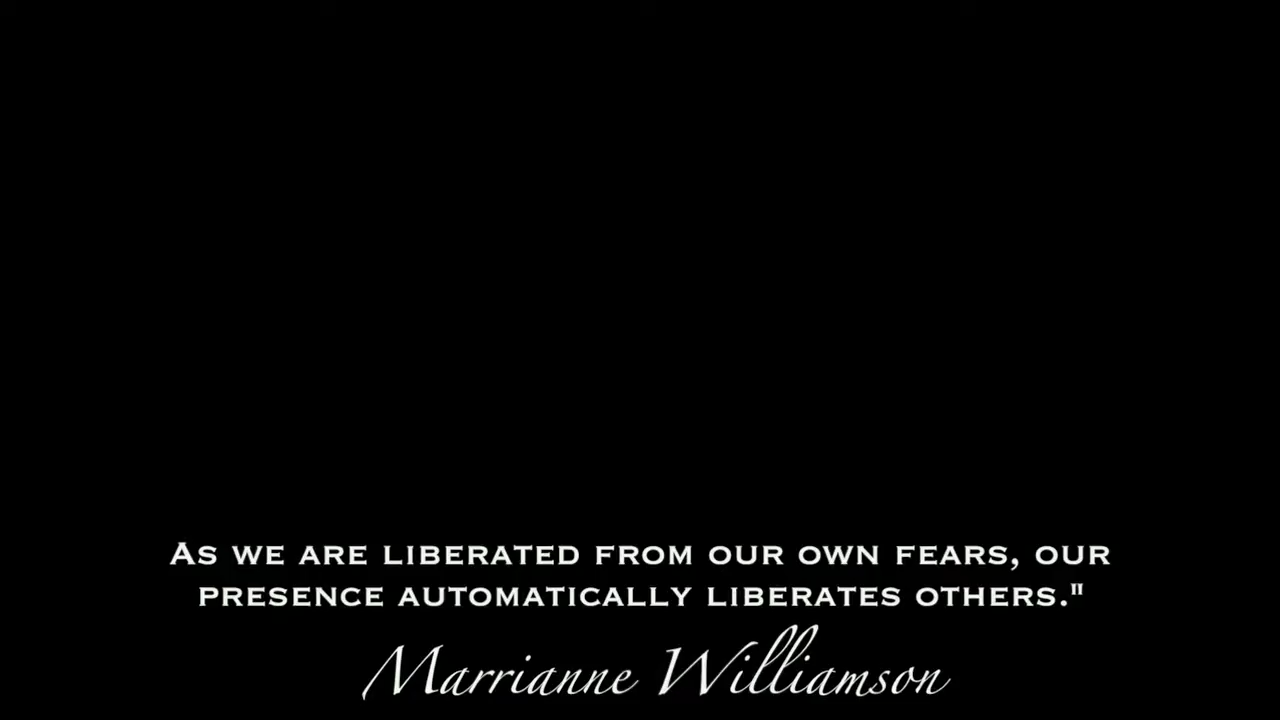 As we are liberated from our own fears, our
presence automatically liberates others."
Marrianne Williamson